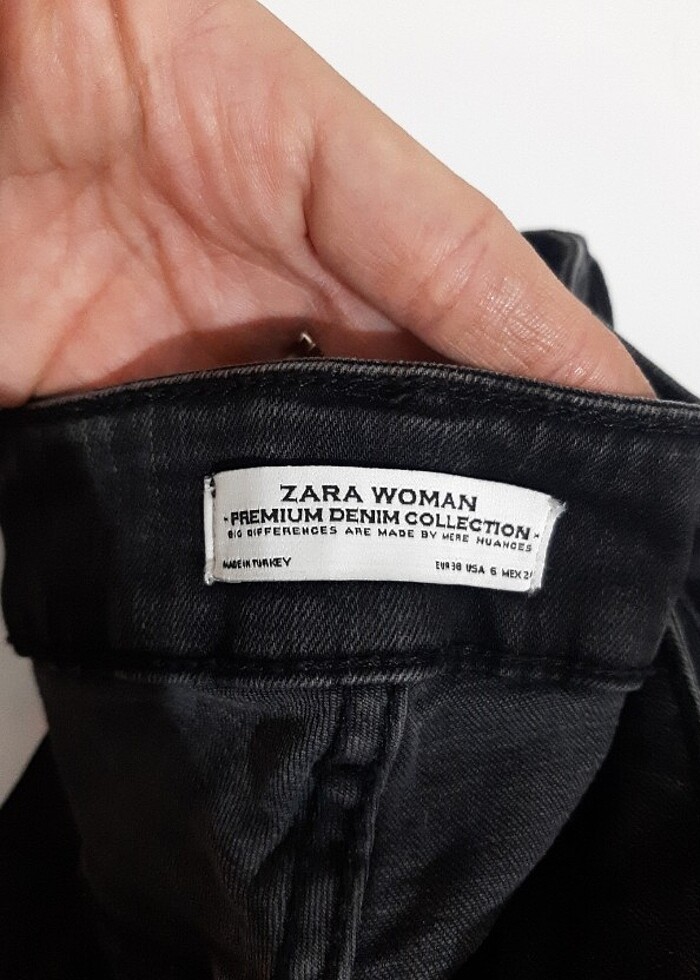 ZARA WOMAN
-PREMIUM DENIM COLLECTION-
BIG DIFFERENCES ARE MADE BY MERE NUANCES
MADE IN TURKEY
EUR 38 USA 6 MEX